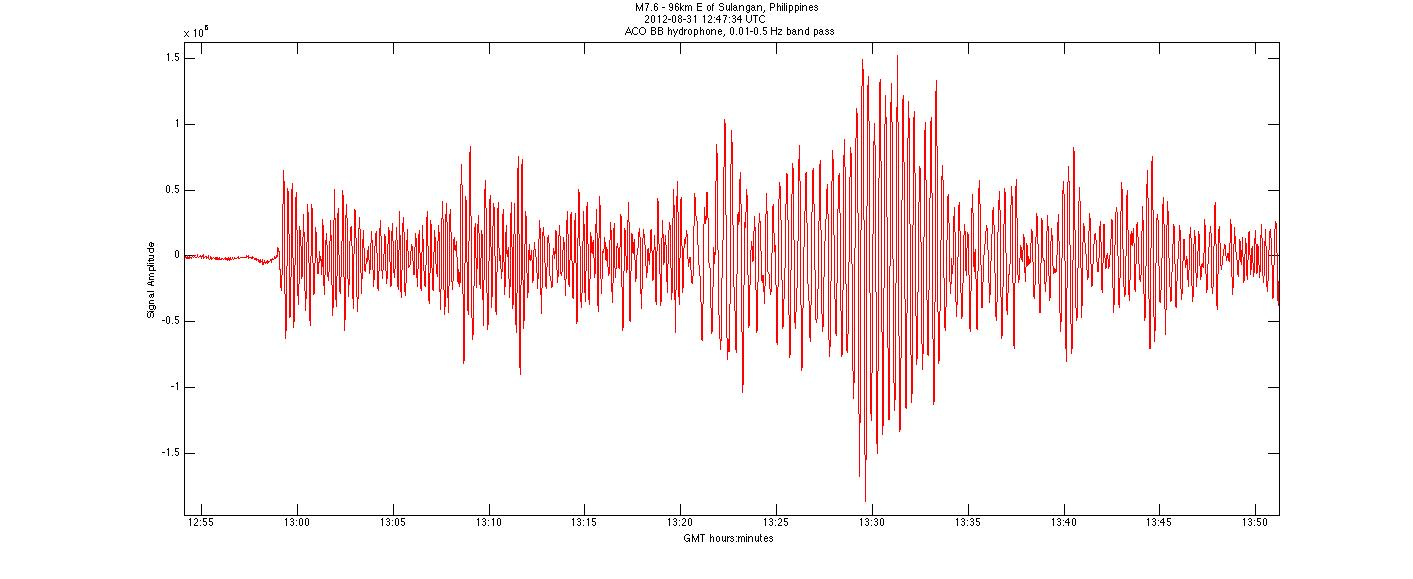 M7.6 - 96km E of Sulangan, Philippines
2012-08-31 12:47:34 UTC
ACO BB hydrophone, 0.01-0.5 Hz band pass
x 10^6
1.5
1
0.5
0
-0.5
-1
-1.5
Signal Amplitude
12:55 13:00 13:05 13:10 13:15 13:20 13:25 13:30 13:35 13:40 13:45 13:50
GMT hours:minutes